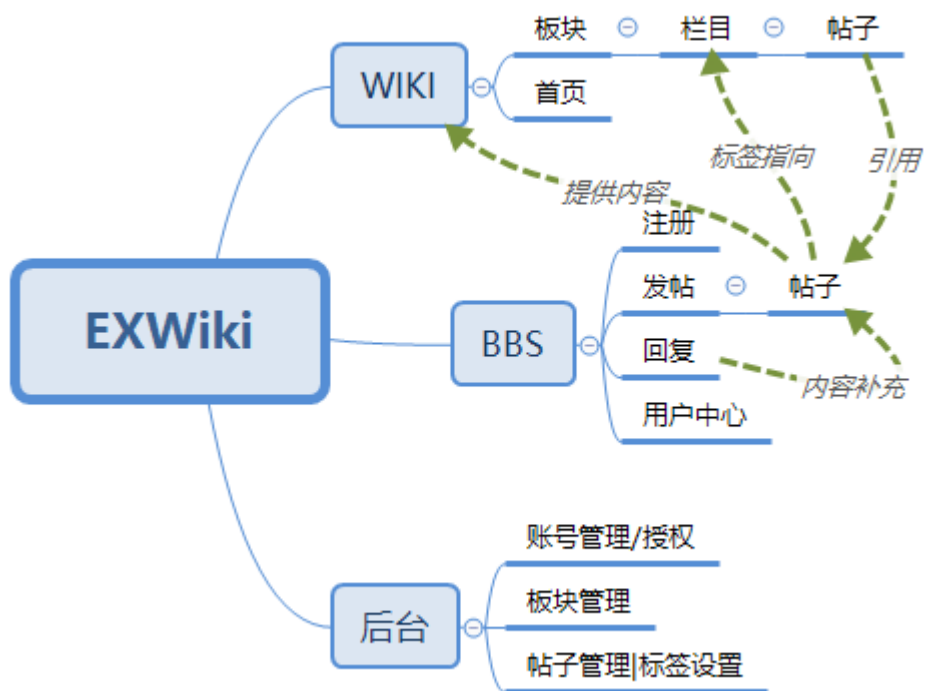 板块
栏目
帖子
WIKI
首页
标签指向
引用
提供内容
注册
发帖
帖子
EXWiki
BBS
回复
内容补充
用户中心
账号管理/授权
后台
板块管理
帖子管理|标签设置